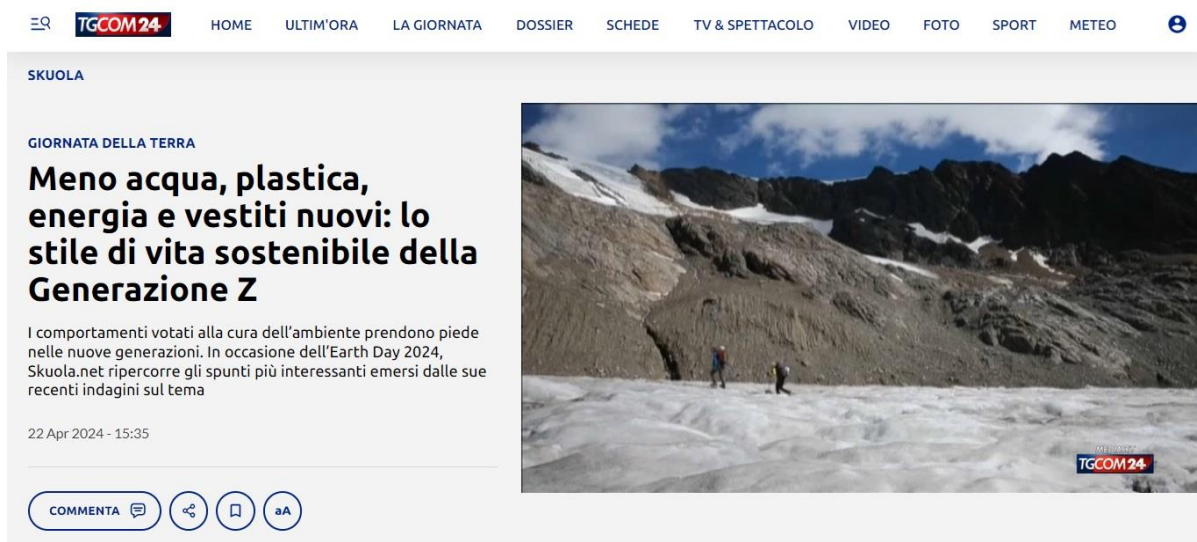 TGCOM24
HOME
ULTIM'ORA
LA GIORNATA
DOSSIER
SCHEDE
TV & SPETTACOLO
VIDEO
FOTO
SPORT
METEO
SKUOLA
GIORNATA DELLA TERRA
Meno acqua, plastica,
energia e vestiti nuovi: lo
stile di vita sostenibile della
Generazione Z
I comportamenti votati alla cura dell’ambiente prendono piede
nelle nuove generazioni. In occasione dell’Earth Day 2024,
Skuola.net ripercorre gli spunti più interessanti emersi dalle sue
recenti indagini sul tema
22 Apr 2024 - 15:35
COMMENTA
aA
TGCOM24